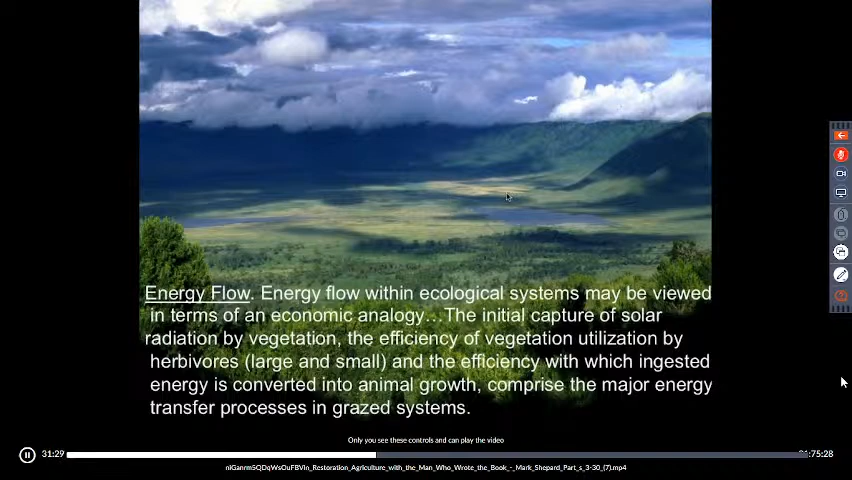 Energy Flow. Energy flow within ecological systems may be viewed
in terms of an economic analogy…The initial capture of solar
radiation by vegetation, the efficiency of vegetation utilization by
herbivores (large and small) and the efficiency with which ingested
energy is converted into animal growth, comprise the major energy
transfer processes in grazed systems.
Only you see these controls and can play the video
31:29
:75:28
niGanrm5QDqWsOuFBVin_Restoration_Agriculture_with_the_Man_Who_Wrote_the_Book_-_Mark_Shepard_Part_s_3-30_(7).mp4